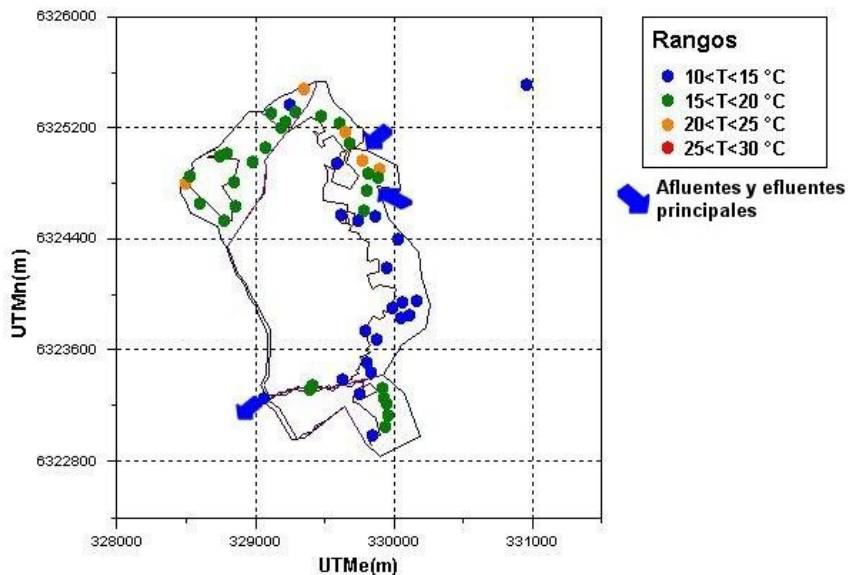 6326000
6325200
6324400
6323600
6322800
UTMn(m)
328000
329000
330000
331000
UTMe(m)
Rangos
10<T<15 °C
15<T<20 °C
20<T<25 °C
25<T<30 °C
Afluentes y efluentes
principales